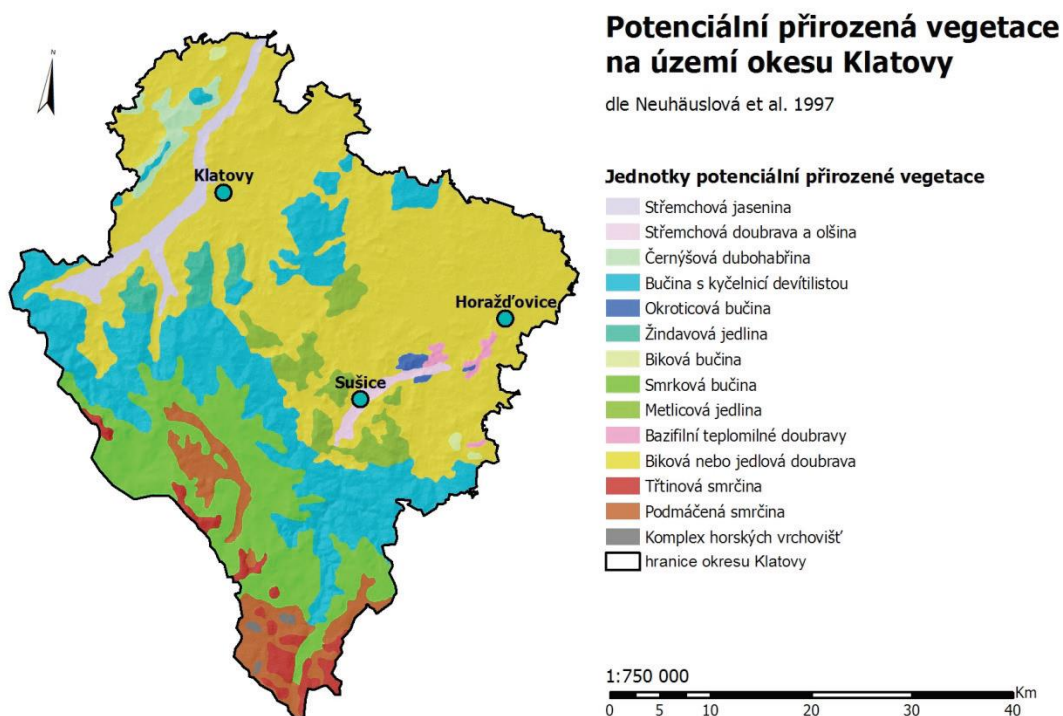 Potenciální přirozená vegetace
na území okesu Klatovy
dle Neuhäuslová et al. 1997
N
Klatovy
Horažďovice
Sušice
Jednotky potenciální přirozené vegetace
Střemchová jasenina
Střemchová doubrava a olšina
Černýšová dubohabřina
Bučina s kyčelnicí devítilistou
Okroticová bučina
Žindavová jedlina
Biková bučina
Smrková bučina
Metlicová jedlina
Bazifilní teplomilné doubravy
Biková nebo jedlová doubrava
Třtinová smrčina
Podmáčená smrčina
Komplex horských vrchovišť
hranice okresu Klatovy
1:750 000
Km
0 5 10 20 30 40